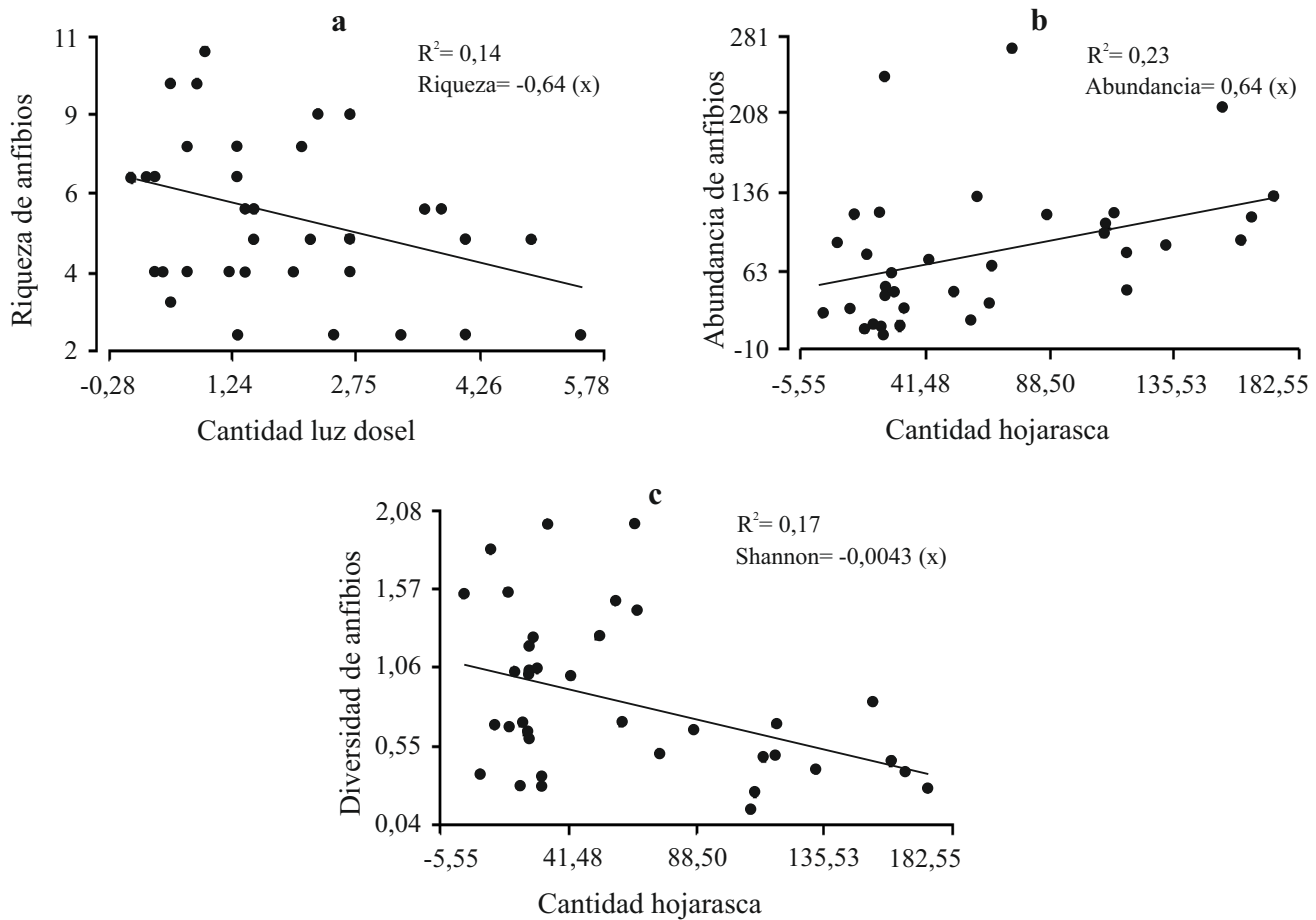 a
11
9
6
4
2
R²= 0,14
Riqueza= -0,64 (x)
Riqueza de anfibios
-0,28 1,24 2,75 4,26 5,78
Cantidad luz dosel
b
281
208
136
63
-10
R²= 0,23
Abundancia= 0,64 (x)
Abundancia de anfibios
-5,55 41,48 88,50 135,53 182,55
Cantidad hojarasca
c
2,08
1,57
1,06
0,55
0,04
R²= 0,17
Shannon= -0,0043 (x)
Diversidad de anfibios
-5,55 41,48 88,50 135,53 182,55
Cantidad hojarasca